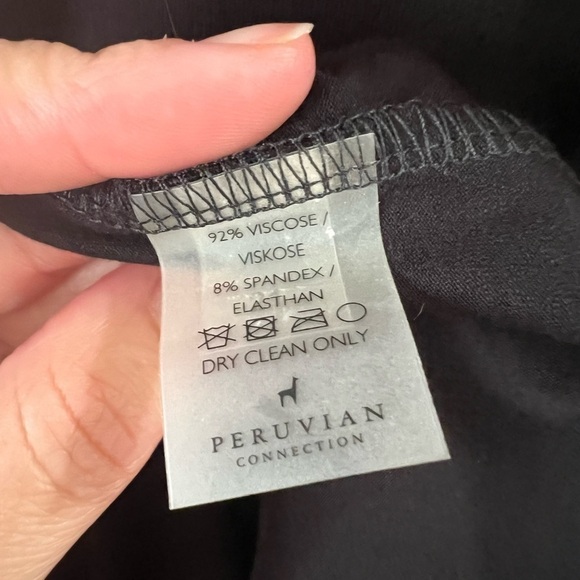 92% VISCOSE /
VISKOSE
8% SPANDEX /
ELASTHAN
DRY CLEAN ONLY
PERUVIAN
CONNECTION